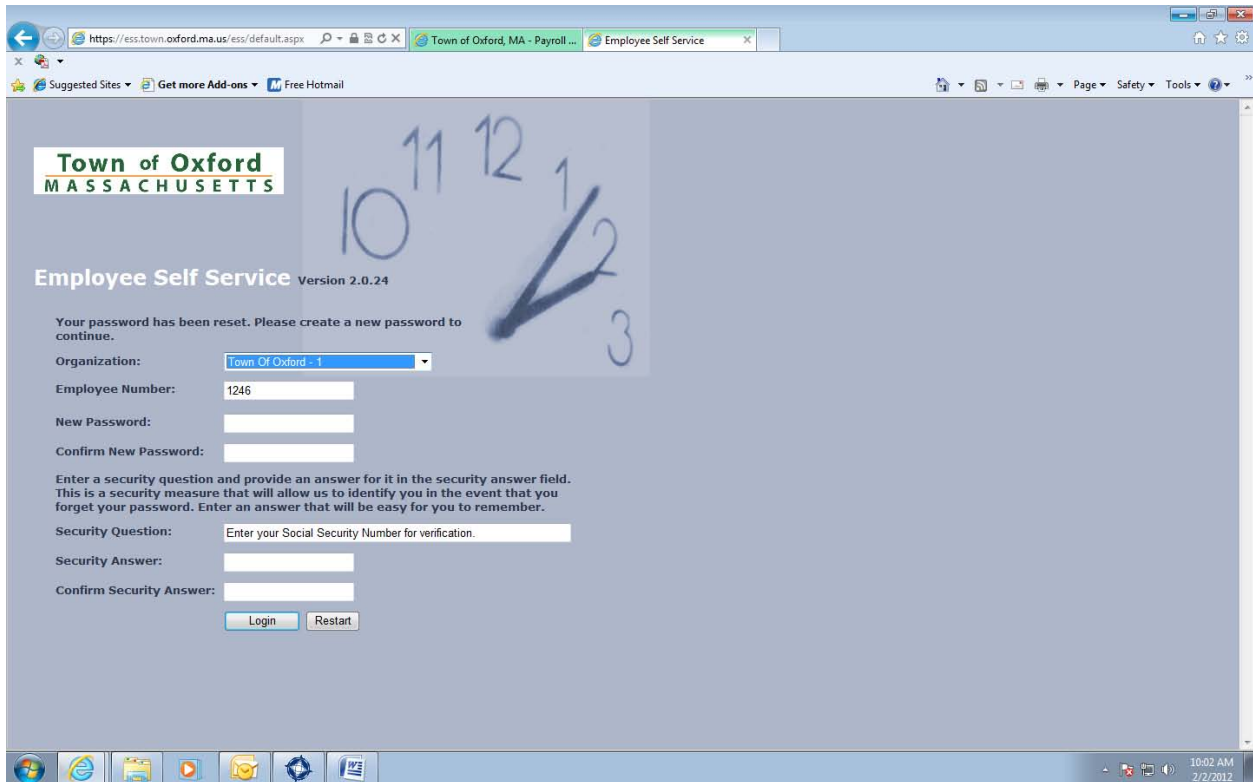 https://ess.town.oxford.ma.us/ess/default.aspx
Town of Oxford, MA - Payroll ...
Employee Self Service
Suggested Sites
Get more Add-ons
Free Hotmail
Page
Safety
Tools
Town of Oxford
MASSACHUSETTS
10 11 12 1 2 3
Employee Self Service Version 2.0.24
Your password has been reset. Please create a new password to
continue.
Organization: Town Of Oxford - 1
Employee Number: 1246
New Password:
Confirm New Password:
Enter a security question and provide an answer for it in the security answer field.
This is a security measure that will allow us to identify you in the event that you
forget your password. Enter an answer that will be easy for you to remember.
Security Question: Enter your Social Security Number for verification.
Security Answer:
Confirm Security Answer:
Login Restart
10:02 AM
2/2/2012